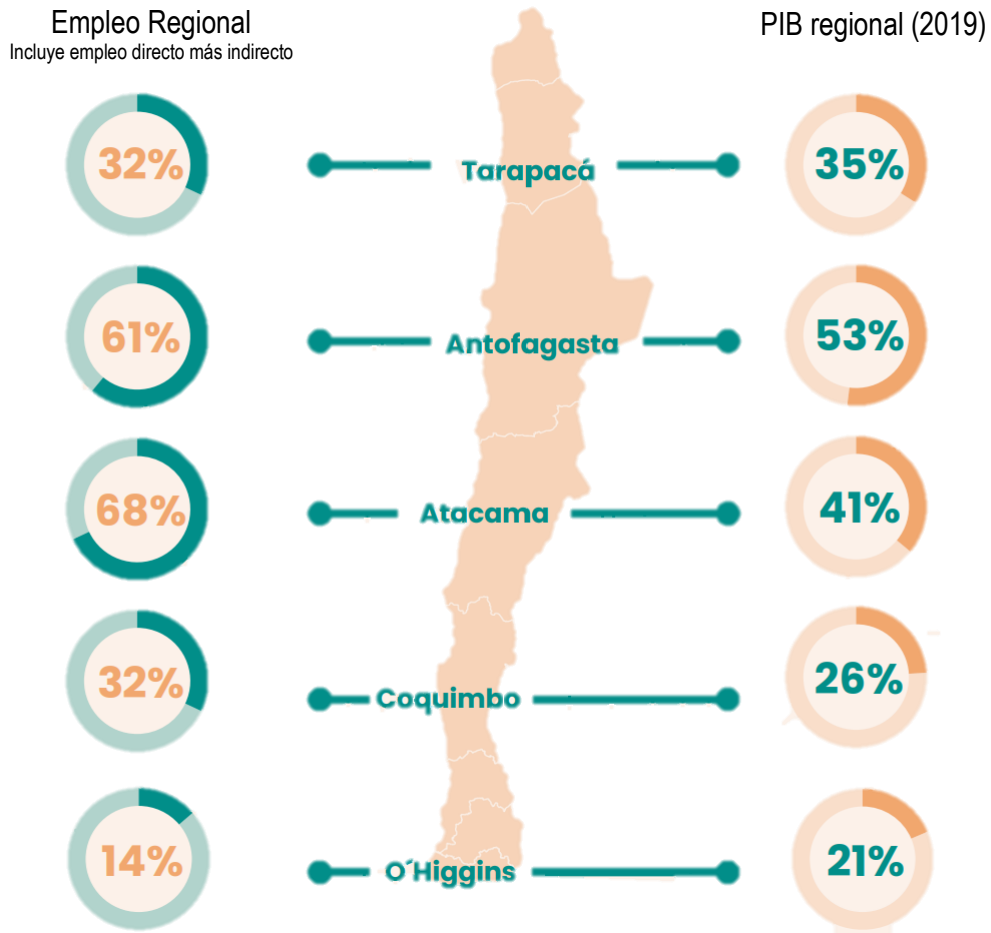 Empleo Regional
Incluye empleo directo más indirecto
PIB regional (2019)
32%
Tarapacá
35%
61%
Antofagasta
53%
68%
Atacama
41%
32%
Coquimbo
26%
14%
O´Higgins
21%